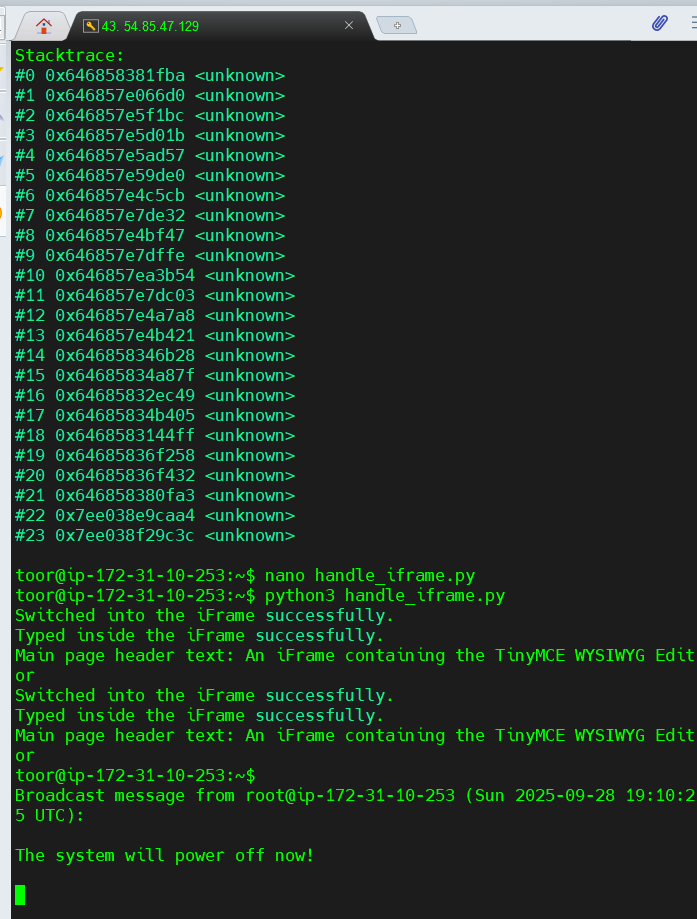 43. 54.85.47.129
Stacktrace:
#0 0x646858381fba <unknown>
#1 0x646857e066d0 <unknown>
#2 0x646857e5f1bc <unknown>
#3 0x646857e5d01b <unknown>
#4 0x646857e5ad57 <unknown>
#5 0x646857e59de0 <unknown>
#6 0x646857e4c5cb <unknown>
#7 0x646857e7de32 <unknown>
#8 0x646857e4bf47 <unknown>
#9 0x646857e7dffe <unknown>
#10 0x646857ea3b54 <unknown>
#11 0x646857e7dc03 <unknown>
#12 0x646857e4a7a8 <unknown>
#13 0x646857e4b421 <unknown>
#14 0x646858346b28 <unknown>
#15 0x64685834a87f <unknown>
#16 0x64685832ec49 <unknown>
#17 0x64685834b405 <unknown>
#18 0x6468583144ff <unknown>
#19 0x64685836f258 <unknown>
#20 0x64685836f432 <unknown>
#21 0x646858380fa3 <unknown>
#22 0x7ee038e9caa4 <unknown>
#23 0x7ee038f29c3c <unknown>
toor@ip-172-31-10-253:~$ nano handle_iframe.py
toor@ip-172-31-10-253:~$ python3 handle_iframe.py
Switched into the iFrame successfully.
Typed inside the iFrame successfully.
Main page header text: An iFrame containing the TinyMCE WYSIWYG Edit
or
Switched into the iFrame successfully.
Typed inside the iFrame successfully.
Main page header text: An iFrame containing the TinyMCE WYSIWYG Edit
or
toor@ip-172-31-10-253:~$
Broadcast message from root@ip-172-31-10-253 (Sun 2025-09-28 19:10:2
5 UTC):
The system will power off now!